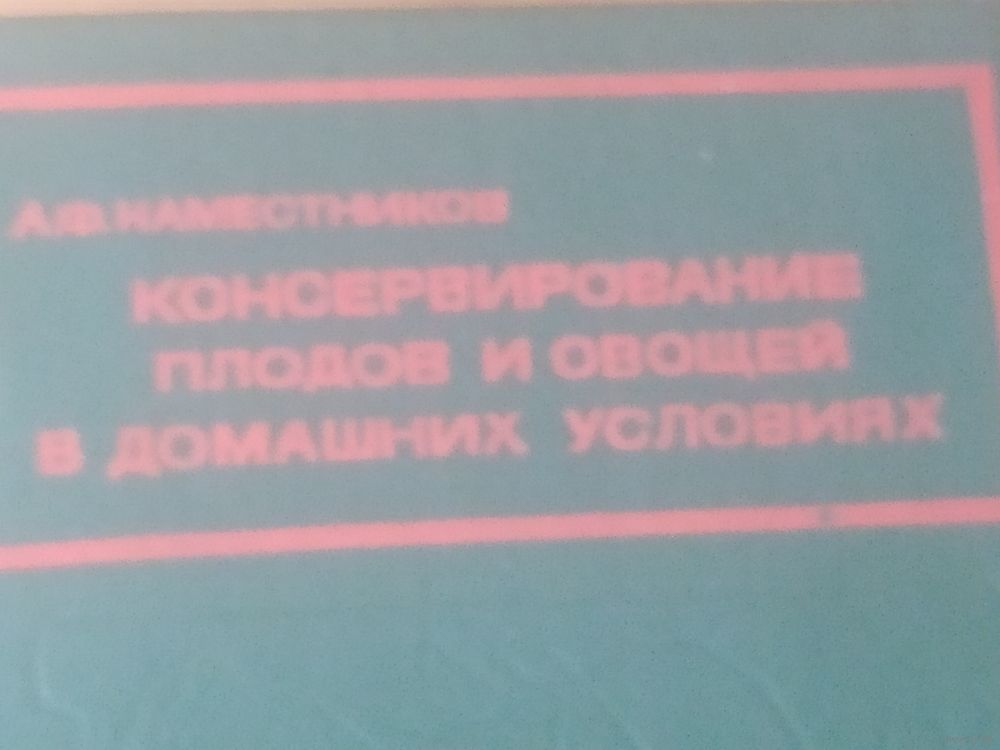 А.Ф. НАМЕСТНИКОВ
КОНСЕРВИРОВАНИЕ
ПЛОДОВ И ОВОЩЕЙ
В ДОМАШНИХ УСЛОВИЯХ